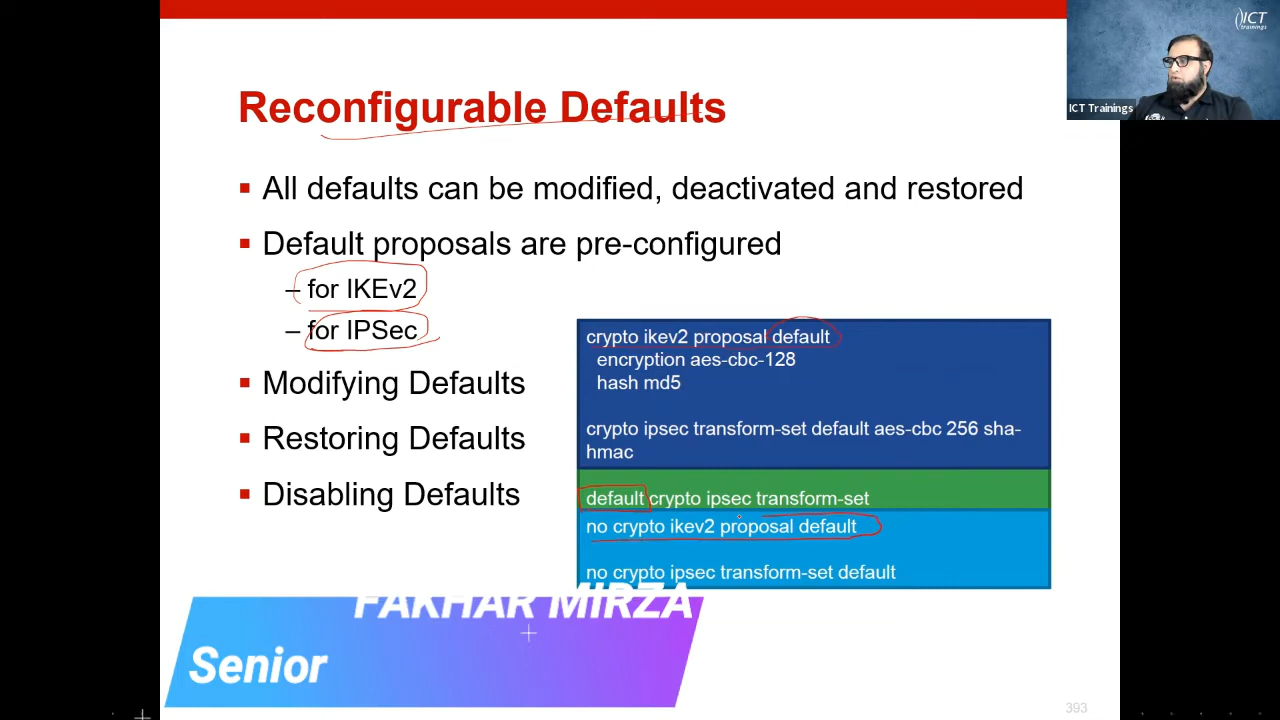 ICT
trainings
ICT Trainings
Reconfigurable Defaults
▪ All defaults can be modified, deactivated and restored
▪ Default proposals are pre-configured
– for IKEv2
– for IPSec
▪ Modifying Defaults
▪ Restoring Defaults
▪ Disabling Defaults
crypto ikev2 proposal default
encryption aes-cbc-128
hash md5
crypto ipsec transform-set default aes-cbc 256 sha-
hmac
default crypto ipsec transform-set
no crypto ikev2 proposal default
no crypto ipsec transform-set default
FAKHAR MIRZA
Senior
393